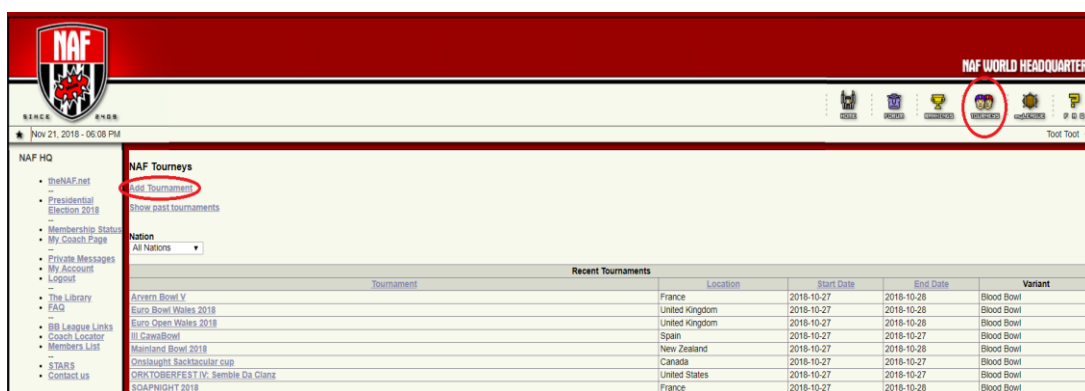 NAF
SINCE 2409
NAF WORLD HEADQUARTER
HOME
FORUM
RANKINGS
TOURNEYS
myLEAGUE
F A Q
Nov 21, 2018 - 06:08 PM
Toot Toot
NAF HQ
theNAF.net
--
Presidential
Election 2018
--
Membership Status
My Coach Page
--
Private Messages
My Account
Logout
--
The Library
FAQ
--
BB League Links
Coach Locator
Members List
--
STARS
Contact us
NAF Tourneys
Add Tournament
Show past tournaments
Nation
All Nations
Recent Tournaments
Tournament Location Start Date End Date Variant
Arvern Bowl V France 2018-10-27 2018-10-28 Blood Bowl
Euro Bowl Wales 2018 United Kingdom 2018-10-27 2018-10-28 Blood Bowl
Euro Open Wales 2018 United Kingdom 2018-10-27 2018-10-28 Blood Bowl
III CawaBowl Spain 2018-10-27 2018-10-27 Blood Bowl
Mainland Bowl 2018 New Zealand 2018-10-27 2018-10-28 Blood Bowl
Onslaught Sacktacular cup Canada 2018-10-27 2018-10-27 Blood Bowl
ORKTOBERFEST IV: Semble Da Clanz United States 2018-10-27 2018-10-27 Blood Bowl
SOAPNIGHT 2018 France 2018-10-27 2018-10-28 Blood Bowl